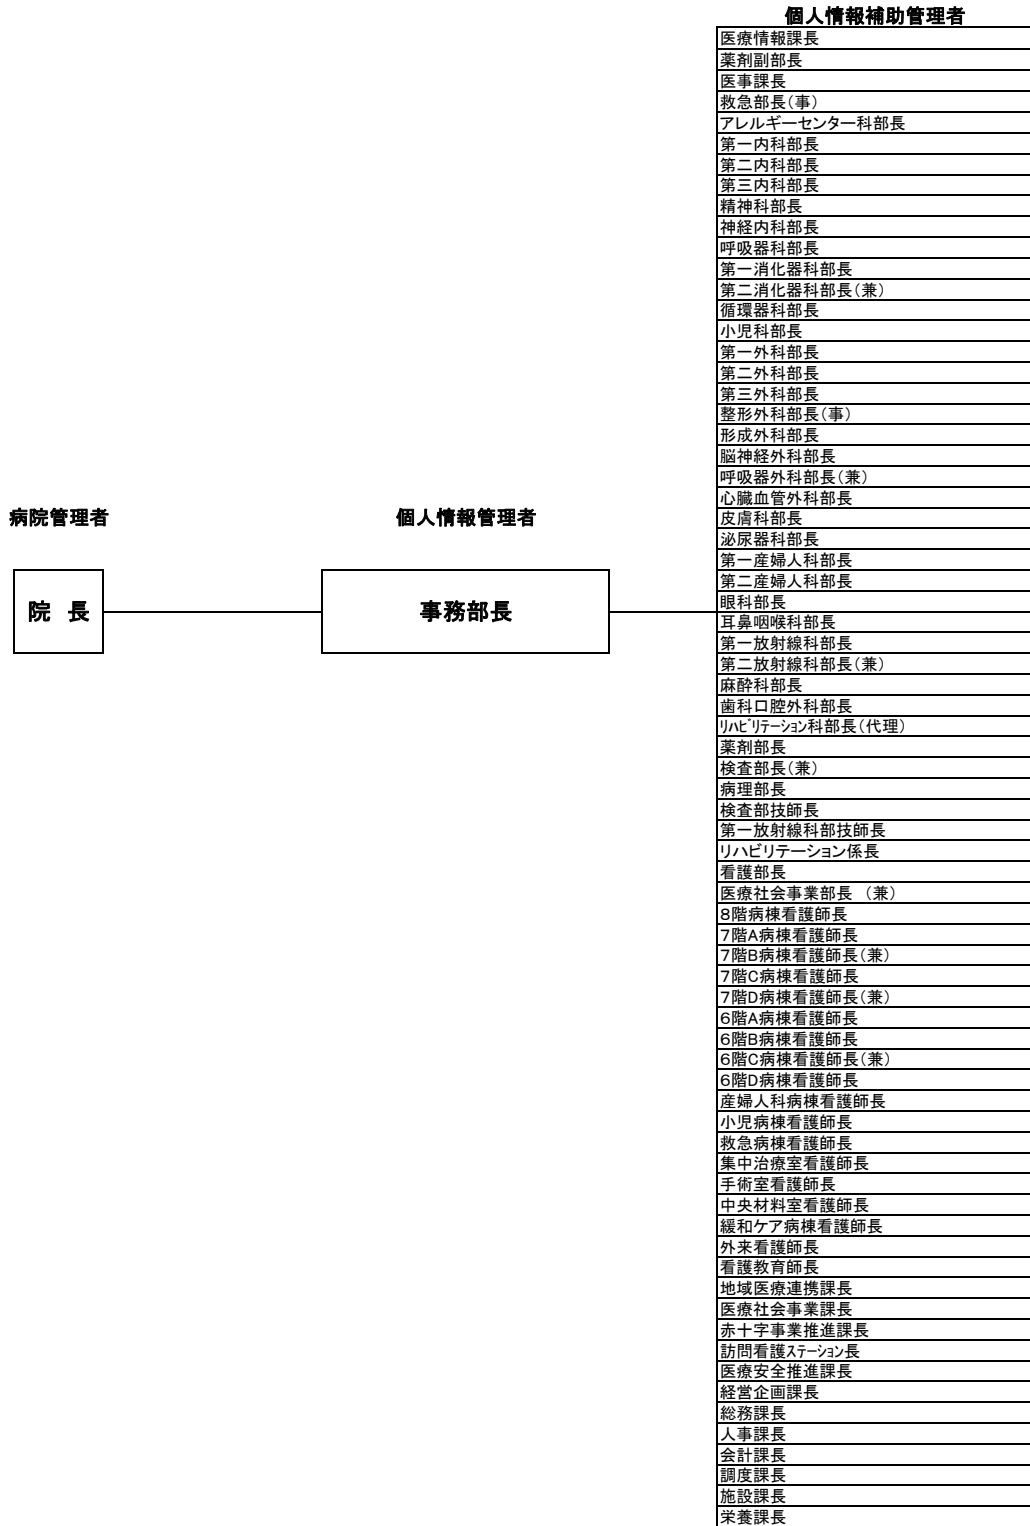 個人情報補助管理者
医療情報課長
薬剤副部長
医事課長
救急部長(事)
アレルギーセンター科部長
第一内科部長
第二内科部長
第三内科部長
精神科部長
神経内科部長
呼吸器科部長
第一消化器科部長
第二消化器科部長(兼)
循環器科部長
小児科部長
第一外科部長
第二外科部長
第三外科部長
整形外科部長(事)
形成外科部長
脳神経外科部長
呼吸器外科部長(兼)
心臓血管外科部長
病院管理者
個人情報管理者
皮膚科部長
泌尿器科部長
第一産婦人科部長
第二産婦人科部長
院 長
事務部長
眼科部長
耳鼻咽喉科部長
第一放射線科部長
第二放射線科部長(兼)
麻酔科部長
歯科口腔外科部長
ﾘﾊﾋﾞﾘﾃｰｼｮﾝ科部長(代理)
薬剤部長
検査部長(兼)
病理部長
検査部技師長
第一放射線科部技師長
リハビリテーション係長
看護部長
医療社会事業部長 (兼)
8階病棟看護師長
7階A病棟看護師長
7階B病棟看護師長(兼)
7階C病棟看護師長
7階D病棟看護師長(兼)
6階A病棟看護師長
6階B病棟看護師長
6階C病棟看護師長(兼)
6階D病棟看護師長
産婦人科病棟看護師長
小児病棟看護師長
救急病棟看護師長
集中治療室看護師長
手術室看護師長
中央材料室看護師長
緩和ケア病棟看護師長
外来看護師長
看護教育師長
地域医療連携課長
医療社会事業課長
赤十字事業推進課長
訪問看護ｽﾃｰｼｮﾝ長
医療安全推進課長
経営企画課長
総務課長
人事課長
会計課長
調度課長
施設課長
栄養課長